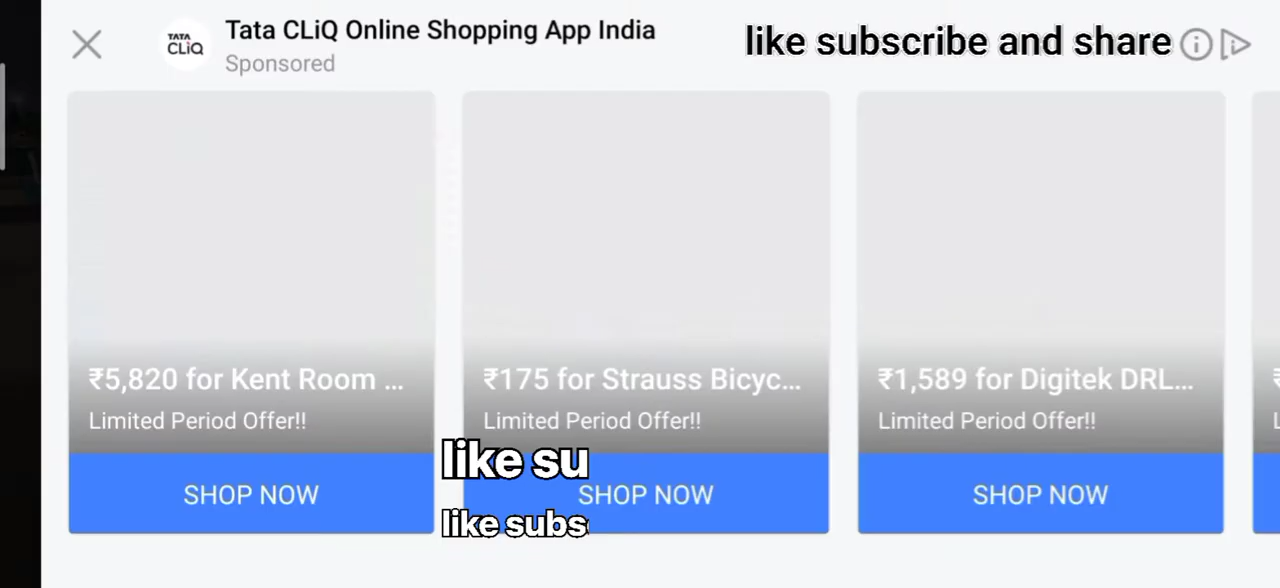 Tata CLiQ Online Shopping App India
Sponsored
TATA
CLiQ
like subscribe and share
₹5,820 for Kent Room ...
Limited Period Offer!!
SHOP NOW
₹175 for Strauss Bicyc...
Limited Period Offer!!
SHOP NOW
₹1,589 for Digitek DRL...
Limited Period Offer!!
SHOP NOW
like su
like subs